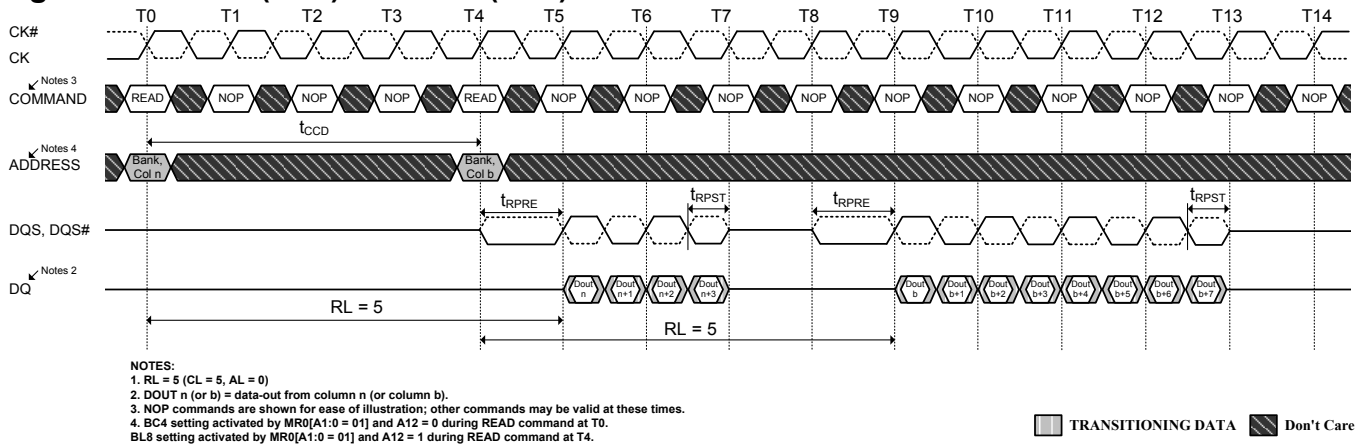 T0 T1 T2 T3 T4 T5 T6 T7 T8 T9 T10 T11 T12 T13 T14
CK#
CK
Notes 3
COMMAND READ NOP NOP NOP READ NOP NOP NOP NOP NOP NOP NOP NOP NOP NOP
tCCD
Notes 4
ADDRESS Bank, Col n Bank, Col b
tRPRE tRPST tRPRE tRPST
DQS, DQS#
Notes 2
DQ Dout n Dout n+1 Dout n+2 Dout n+3 Dout b Dout b+1 Dout b+2 Dout b+3 Dout b+4 Dout b+5 Dout b+6 Dout b+7
RL = 5
RL = 5
NOTES:
1. RL = 5 (CL = 5, AL = 0)
2. DOUT n (or b) = data-out from column n (or column b).
3. NOP commands are shown for ease of illustration; other commands may be valid at these times.
4. BC4 setting activated by MR0[A1:0 = 01] and A12 = 0 during READ command at T0.
BL8 setting activated by MR0[A1:0 = 01] and A12 = 1 during READ command at T4.
TRANSITIONING DATA Don't Care